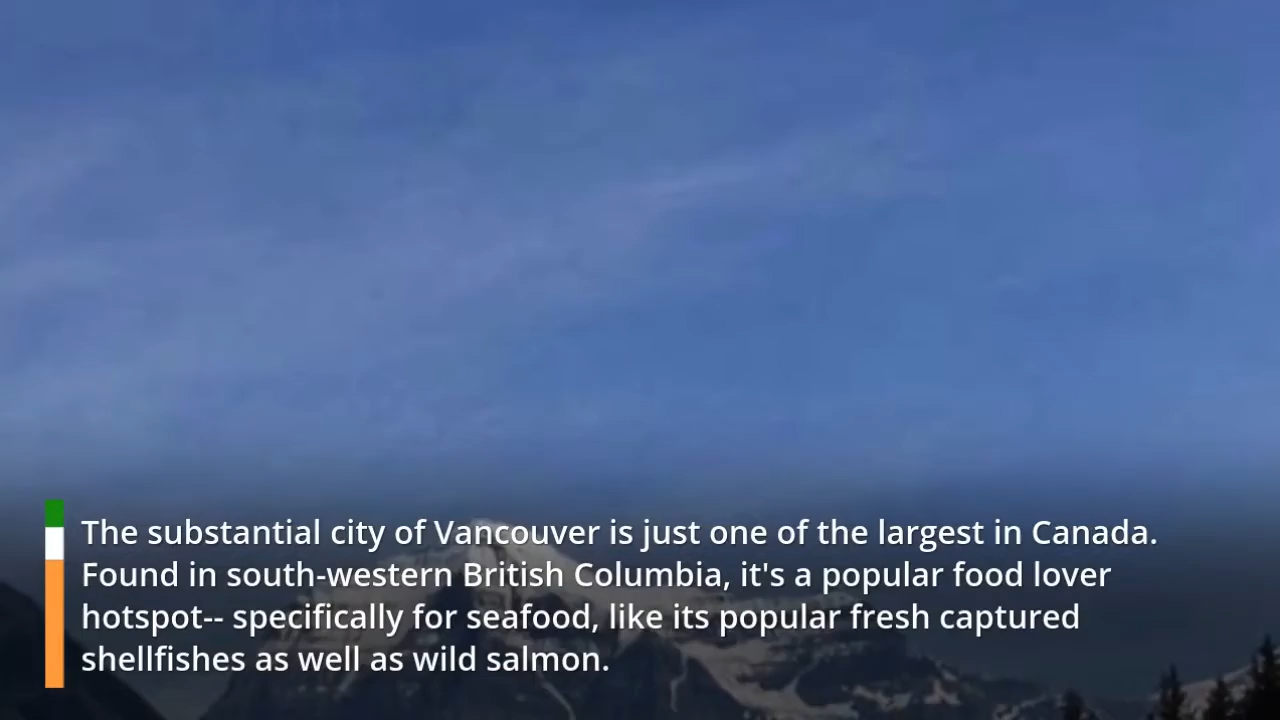 The substantial city of Vancouver is just one of the largest in Canada.
Found in south-western British Columbia, it's a popular food lover
hotspot-- specifically for seafood, like its popular fresh captured
shellfishes as well as wild salmon.